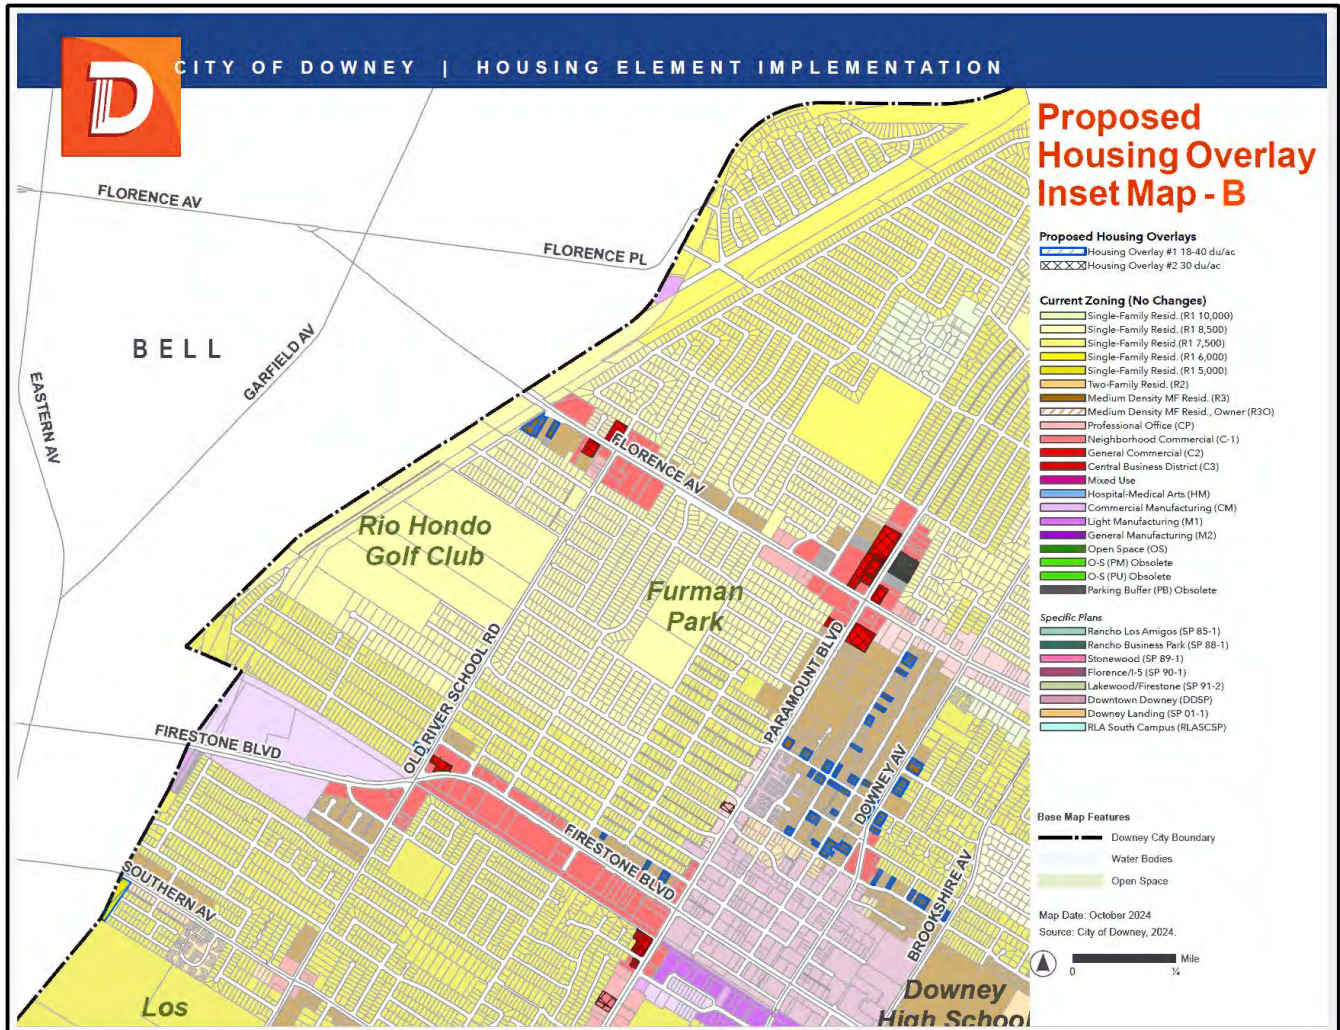 D
CITY OF DOWNEY | HOUSING ELEMENT IMPLEMENTATION
Proposed
Housing Overlay
Inset Map - B
Proposed Housing Overlays
Housing Overlay #1 18-40 du/ac
Housing Overlay #2 30 du/ac
Current Zoning (No Changes)
Single-Family Resid. (R1 10,000)
Single-Family Resid. (R1 8,500)
Single-Family Resid.(R1 7,500)
Single-Family Resid. (R1 6,000)
Single-Family Resid. (R1 5,000)
Two-Family Resid. (R2)
Medium Density MF Resid. (R3)
Medium Density MF Resid., Owner (R3O)
Professional Office (CP)
Neighborhood Commercial (C-1)
General Commercial (C2)
Central Business District (C3)
Mixed Use
Hospital-Medical Arts (HM)
Commercial Manufacturing (CM)
Light Manufacturing (M1)
General Manufacturing (M2)
Open Space (OS)
O-S (PM) Obsolete
O-S (PU) Obsolete
Parking Buffer (PB) Obsolete
Specific Plans
Rancho Los Amigos (SP 85-1)
Rancho Business Park (SP 88-1)
Stonewood (SP 89-1)
Florence/I-5 (SP 90-1)
Lakewood/Firestone (SP 91-2)
Downtown Downey (DDSP)
Downey Landing (SP 01-1)
RLA South Campus (RLASCSP)
Base Map Features
Downey City Boundary
Water Bodies
Open Space
Map Date: October 2024
Source: City of Downey, 2024.
Mile
0 ¼
FLORENCE AV
FLORENCE PL
BELL
GARFIELD AV
EASTERN AV
FLORENCE AV
Rio Hondo
Golf Club
Furman
Park
OLD RIVER SCHOOL RD
PARAMOUNT BLVD
FIRESTONE BLVD
DOWNEY AV
FIRESTONE BLVD
BROOKSHIRE AV
SOUTHERN AV
Los
Downey
High School